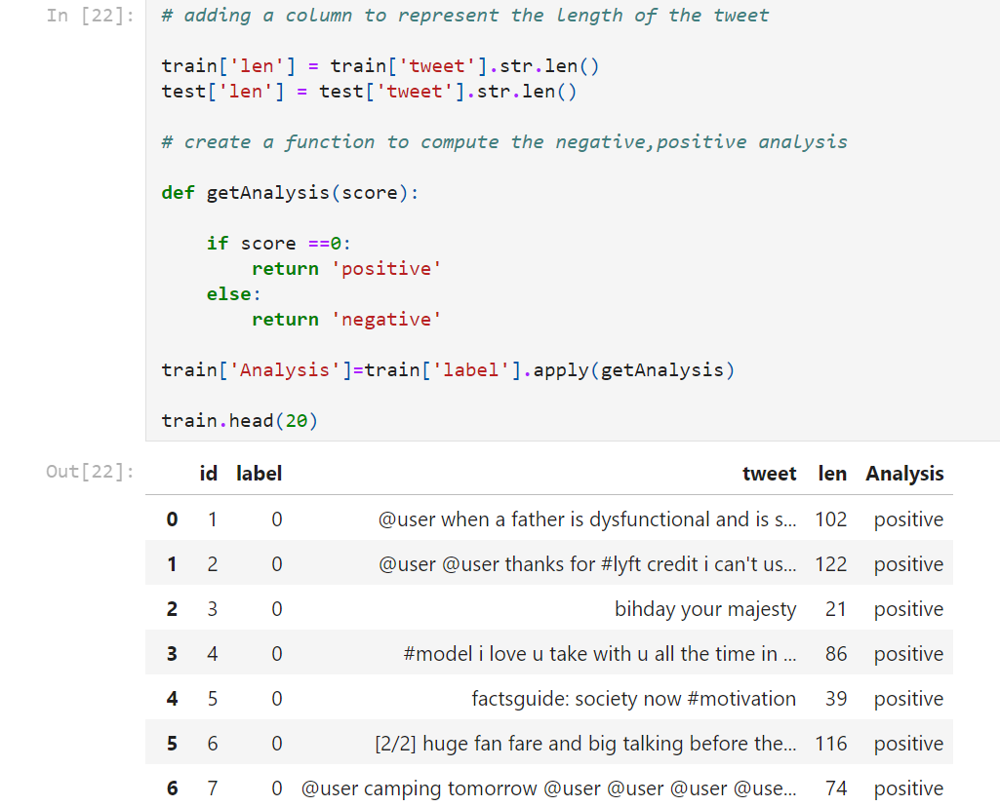 In [22]:
# adding a column to represent the length of the tweet
train['len'] = train['tweet'].str.len()
test['len'] = test['tweet'].str.len()
# create a function to compute the negative,positive analysis
def getAnalysis(score):
if score ==0:
return 'positive'
else:
return 'negative'
train['Analysis']=train['label'].apply(getAnalysis)
train.head(20)
Out[22]:
id label tweet len Analysis
0 1 0 @user when a father is dysfunctional and is s... 102 positive
1 2 0 @user @user thanks for #lyft credit i can't us... 122 positive
2 3 0 bihday your majesty 21 positive
3 4 0 #model i love u take with u all the time in ... 86 positive
4 5 0 factsguide: society now #motivation 39 positive
5 6 0 [2/2] huge fan fare and big talking before the... 116 positive
6 7 0 @user camping tomorrow @user @user @user @use... 74 positive